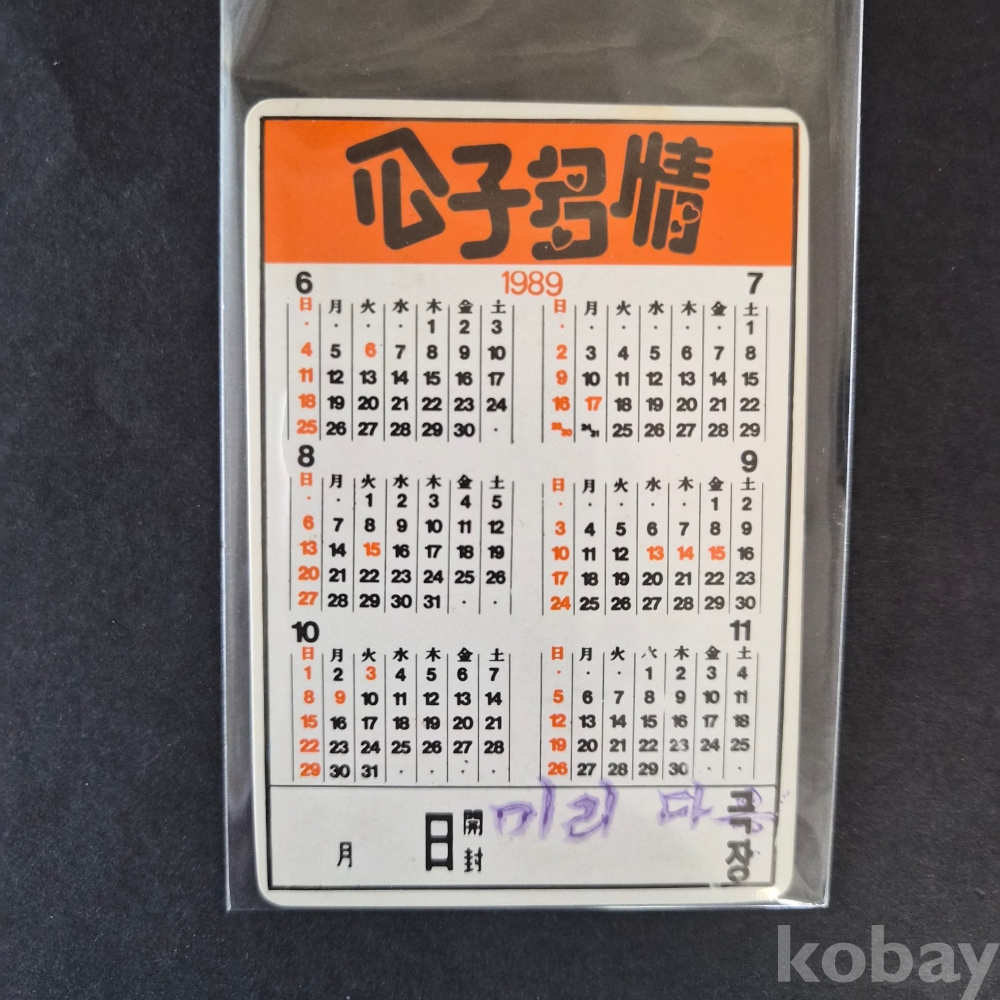 公子多情
6 1989 7
日 月 火 水 木 金 土 日 月 火 水 木 金 土
· · · · 1 2 3 · · · · · · 1
4 5 6 7 8 9 10 2 3 4 5 6 7 8
11 12 13 14 15 16 17 9 10 11 12 13 14 15
18 19 20 21 22 23 24 16 17 18 19 20 21 22
25 26 27 28 29 30 · 23/30 24/31 25 26 27 28 29
8 9
日 月 火 水 木 金 土 日 月 火 水 木 金 土
· · 1 2 3 4 5 · · · · · 1 2
6 7 8 9 10 11 12 3 4 5 6 7 8 9
13 14 15 16 17 18 19 10 11 12 13 14 15 16
20 21 22 23 24 25 26 17 18 19 20 21 22 23
27 28 29 30 31 · · 24 25 26 27 28 29 30
10 11
日 月 火 水 木 金 土 日 月 火 水 木 金 土
1 2 3 4 5 6 7 · · · 1 2 3 4
8 9 10 11 12 13 14 5 6 7 8 9 10 11
15 16 17 18 19 20 21 12 13 14 15 16 17 18
22 23 24 25 26 27 28 19 20 21 22 23 24 25
29 30 31 · · · · 26 27 28 29 30 · ·
月 日 開封 미리
극장
kobay